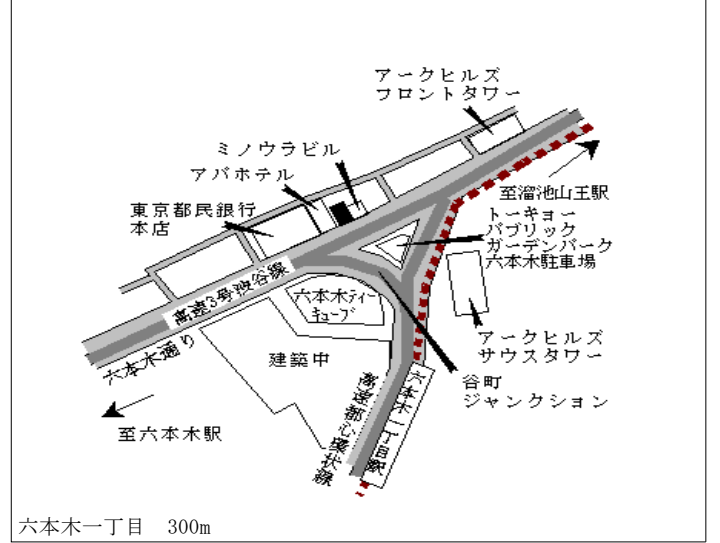 アークヒルズ
フロントタワー
ミノウラビル
アパホテル
東京都民銀行
本店
至溜池山王駅
トーキョー
パブリック
ガーデンパーク
六本木駐車場
高速3号渋谷線
六本木ティー
キューブ
アークヒルズ
サウスタワー
六本木通り
建築中
谷町
ジャンクション
高速都心環状線
六本木一丁目駅
至六本木駅
六本木一丁目　300m